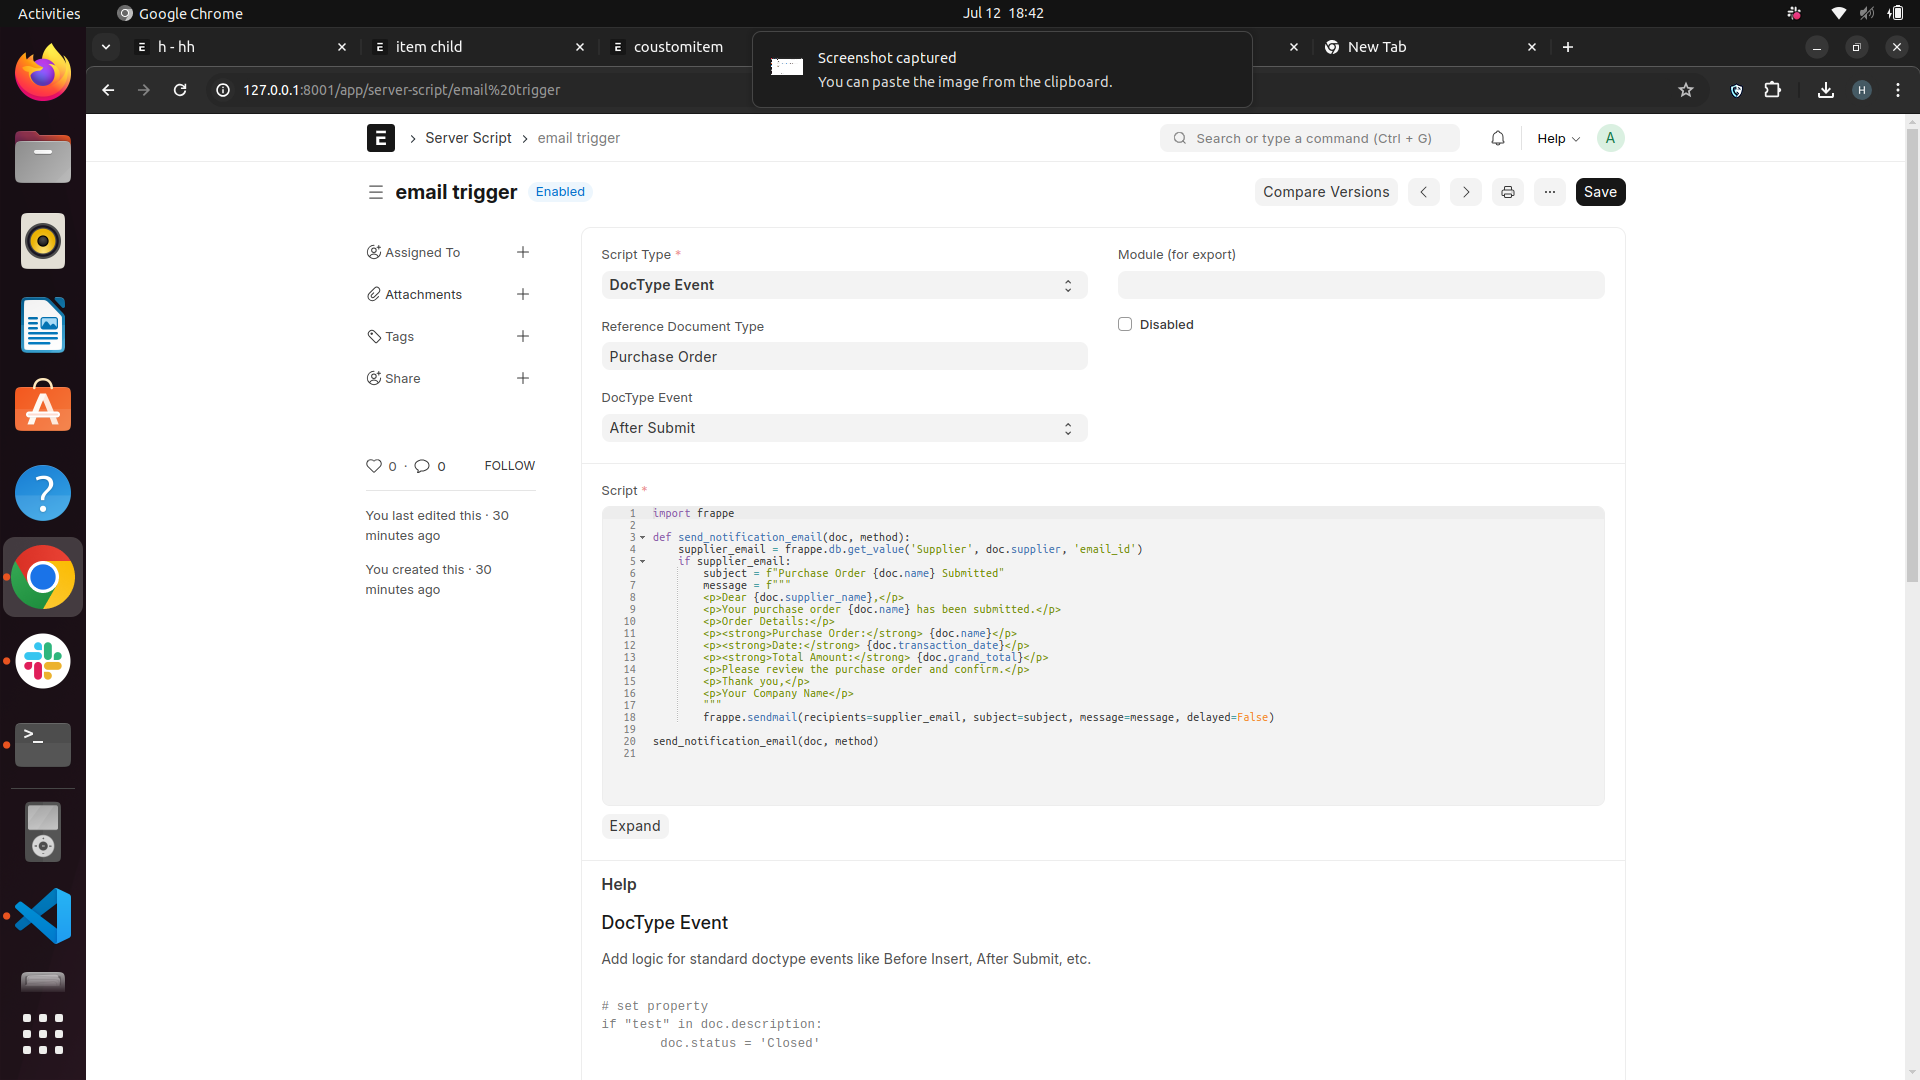 Activities
Google Chrome
Jul 12 18:42
h - hh
item child
coustomitem
New Tab
Screenshot captured
You can paste the image from the clipboard.
127.0.0.1:8001/app/server-script/email%20trigger
H
E
Server Script
email trigger
Search or type a command (Ctrl + G)
Help
A
email trigger
Enabled
Compare Versions
Save
Assigned To
Attachments
Tags
Share
0 · 0
FOLLOW
You last edited this · 30
minutes ago
You created this · 30
minutes ago
Script Type *
DocType Event
Reference Document Type
Purchase Order
DocType Event
After Submit
Module (for export)
Disabled
Script *
1 import frappe
2
3 def send_notification_email(doc, method):
4 supplier_email = frappe.db.get_value('Supplier', doc.supplier, 'email_id')
5 if supplier_email:
6 subject = f"Purchase Order {doc.name} Submitted"
7 message = f"""
8 <p>Dear {doc.supplier_name},</p>
9 <p>Your purchase order {doc.name} has been submitted.</p>
10 <p>Order Details:</p>
11 <p><strong>Purchase Order:</strong> {doc.name}</p>
12 <p><strong>Date:</strong> {doc.transaction_date}</p>
13 <p><strong>Total Amount:</strong> {doc.grand_total}</p>
14 <p>Please review the purchase order and confirm.</p>
15 <p>Thank you,</p>
16 <p>Your Company Name</p>
17 """
18 frappe.sendmail(recipients=supplier_email, subject=subject, message=message, delayed=False)
19
20 send_notification_email(doc, method)
21
Expand
Help
DocType Event
Add logic for standard doctype events like Before Insert, After Submit, etc.
# set property
if "test" in doc.description:
doc.status = 'Closed'